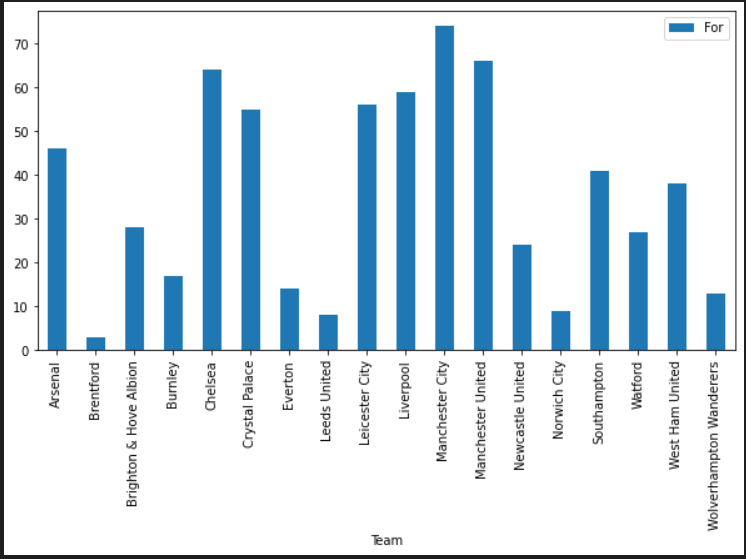 For
70
60
50
40
30
20
10
0
Arsenal
Brentford
Brighton & Hove Albion
Burnley
Chelsea
Crystal Palace
Everton
Leeds United
Leicester City
Liverpool
Manchester City
Manchester United
Newcastle United
Norwich City
Southampton
Watford
West Ham United
Wolverhampton Wanderers
Team